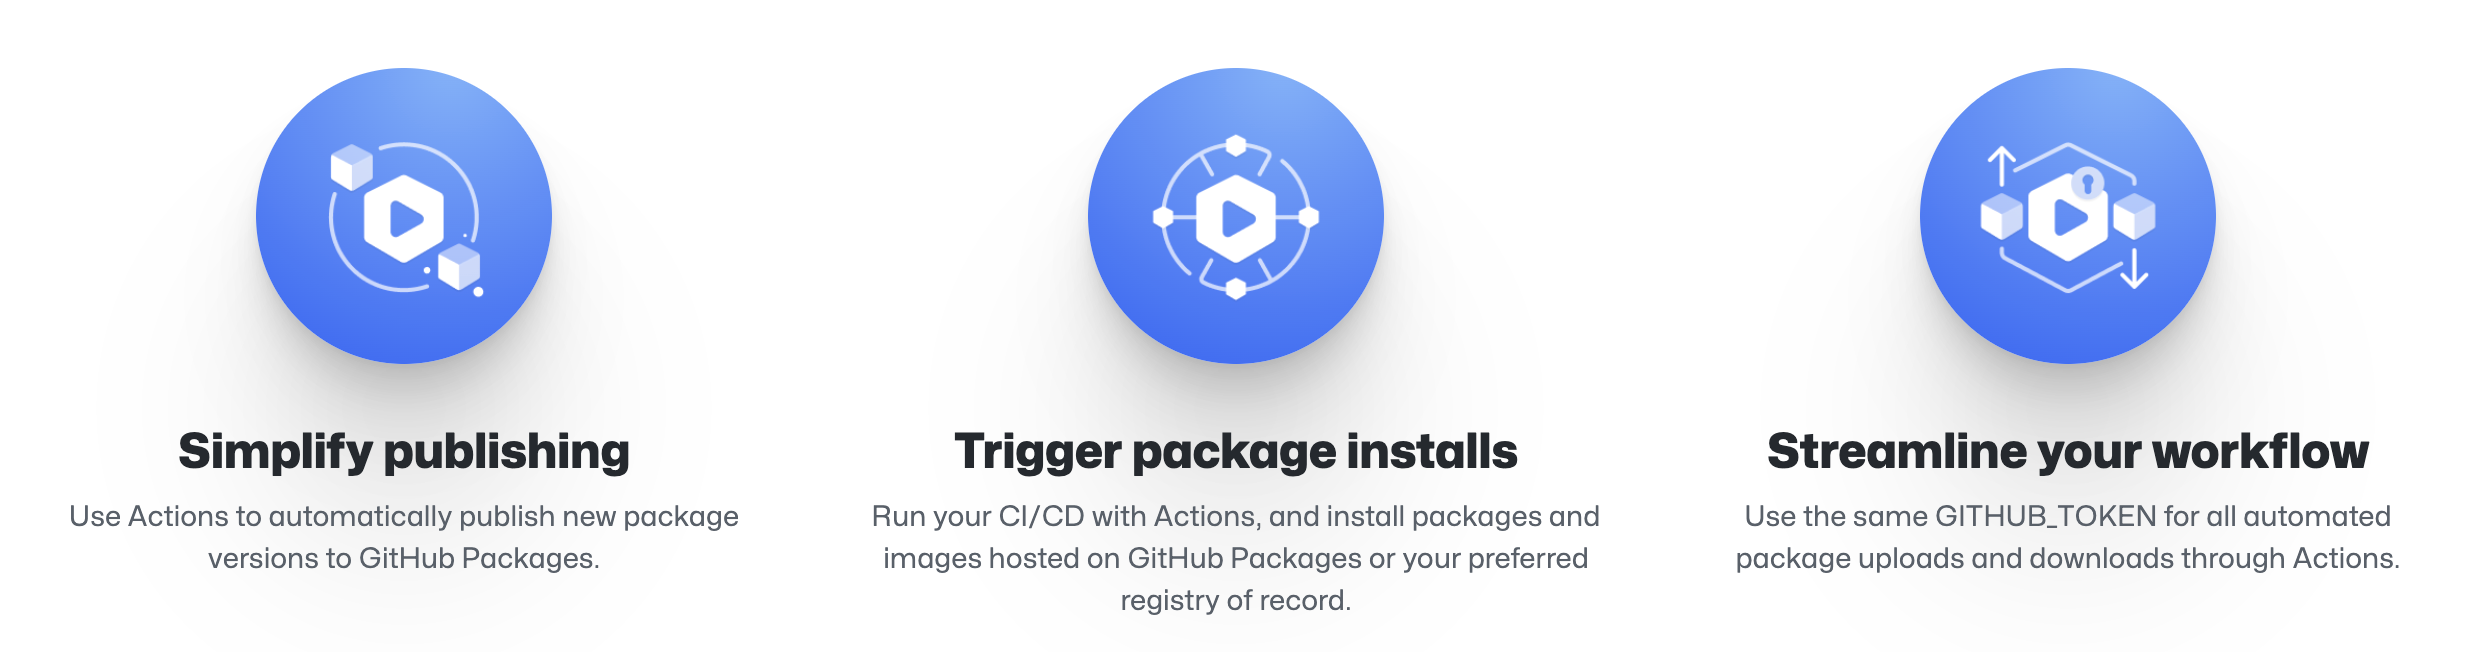 Simplify publishing
Use Actions to automatically publish new package
versions to GitHub Packages.
Trigger package installs
Run your CI/CD with Actions, and install packages and
images hosted on GitHub Packages or your preferred
registry of record.
Streamline your workflow
Use the same GITHUB_TOKEN for all automated
package uploads and downloads through Actions.